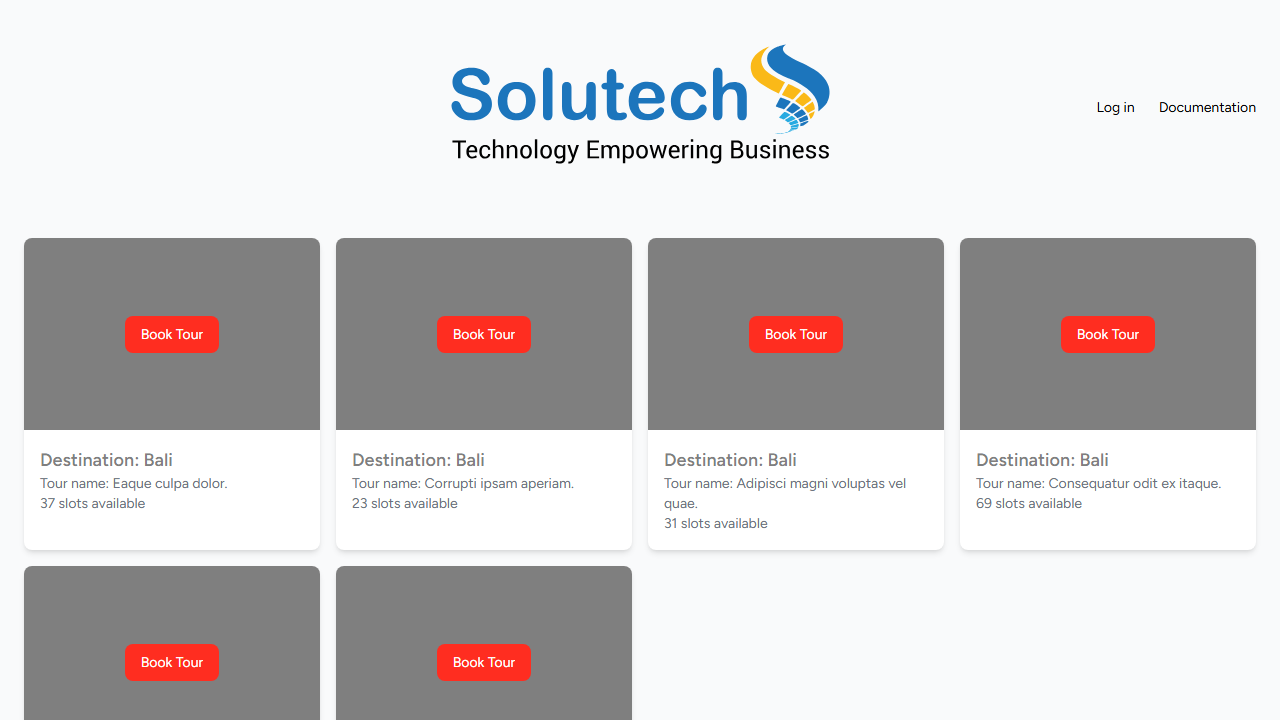 Solutech
Technology Empowering Business
Log in
Documentation
Book Tour
Book Tour
Book Tour
Book Tour
Destination: Bali
Tour name: Eaque culpa dolor.
37 slots available
Destination: Bali
Tour name: Corrupti ipsam aperiam.
23 slots available
Destination: Bali
Tour name: Adipisci magni voluptas vel
quae.
31 slots available
Destination: Bali
Tour name: Consequatur odit ex itaque.
69 slots available
Book Tour
Book Tour